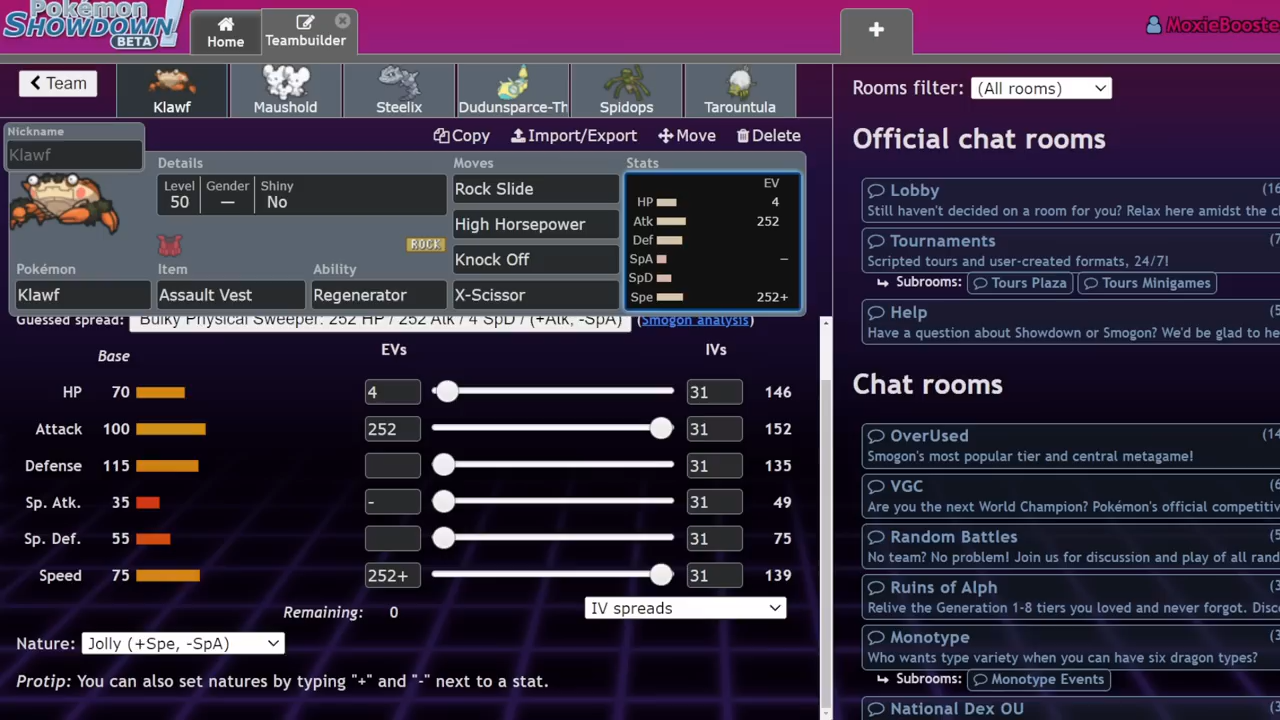 Pokémon
SHOWDOWN!
BETA
Home
Teambuilder
+
MoxieBooste
Team
Klawf
Maushold
Steelix
Dudunsparce-Th
Spidops
Tarountula
Rooms filter: (All rooms)
Nickname
Klawf
Copy
Import/Export
Move
Delete
Official chat rooms
Details
Moves
Stats
Level
50
Gender
—
Shiny
No
Rock Slide
High Horsepower
Knock Off
X-Scissor
EV
HP 4
Atk 252
Def
SpA –
SpD
Spe 252+
ROCK
Pokémon
Klawf
Item
Assault Vest
Ability
Regenerator
Lobby (16
Still haven't decided on a room for you? Relax here amidst the c
Tournaments (7
Scripted tours and user-created formats, 24/7!
Subrooms: Tours Plaza Tours Minigames
Help (5
Have a question about Showdown or Smogon? We'd be glad to he
Guessed spread: Bulky Physical Sweeper: 252 HP / 252 Atk / 4 SpD / (+Atk, -SpA) (Smogon analysis)
Base EVs IVs
HP 70 4 31 146
Attack 100 252 31 152
Defense 115 31 135
Sp. Atk. 35 - 31 49
Sp. Def. 55 31 75
Speed 75 252+ 31 139
Remaining: 0
IV spreads
Nature: Jolly (+Spe, -SpA)
Protip: You can also set natures by typing "+" and "-" next to a stat.
Chat rooms
OverUsed (14
Smogon's most popular tier and central metagame!
VGC (6
Are you the next World Champion? Pokémon's official competitiv
Random Battles (5
No team? No problem! Join us for discussion and play of all rand
Ruins of Alph (3
Relive the Generation 1-8 tiers you loved and never forgot. Disc
Monotype (3
Who wants type variety when you can have six dragon types?
Subrooms: Monotype Events
National Dex OU (3